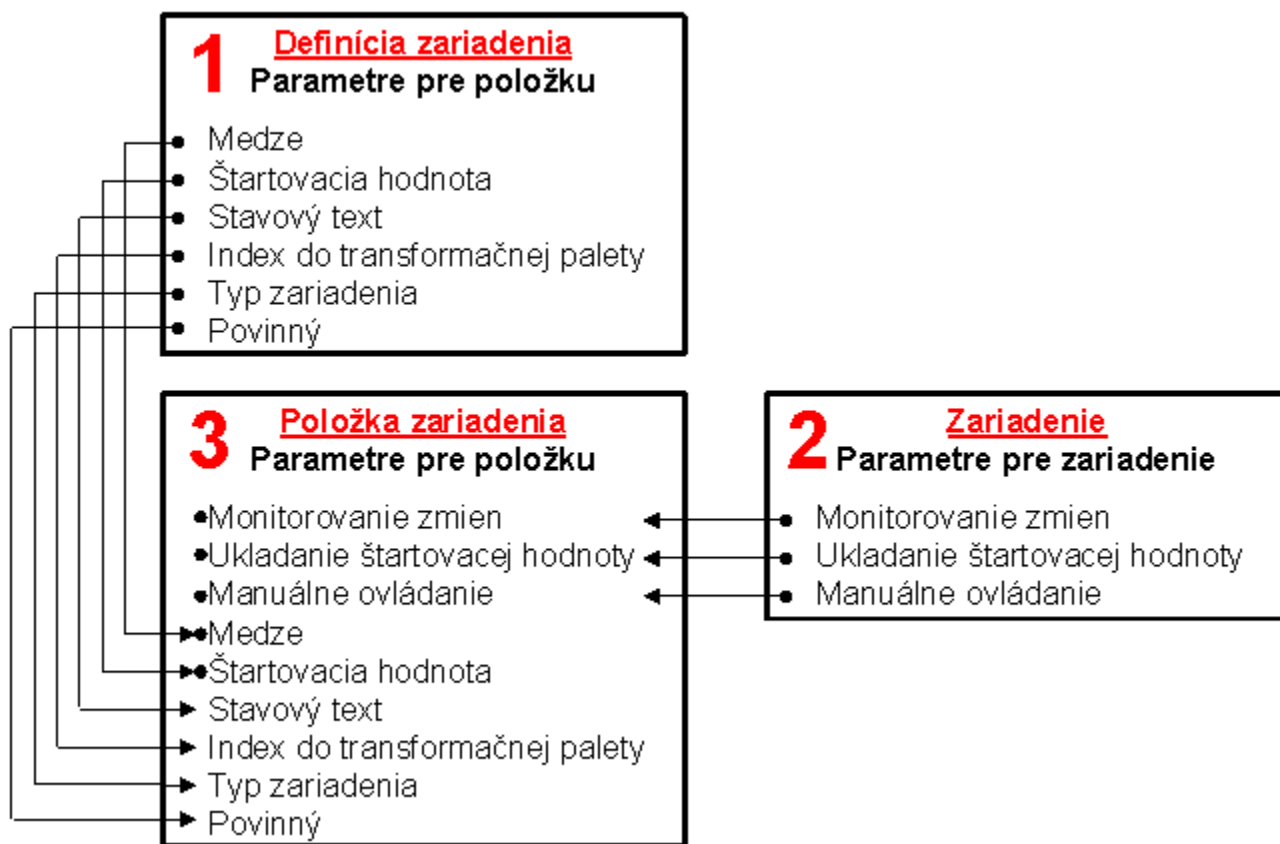 1 Definícia zariadenia
Parametre pre položku
Medze
Štartovacia hodnota
Stavový text
Index do transformačnej palety
Typ zariadenia
Povinný
3 Položka zariadenia
Parametre pre položku
Monitorovanie zmien
Ukladanie štartovacej hodnoty
Manuálne ovládanie
Medze
Štartovacia hodnota
Stavový text
Index do transformačnej palety
Typ zariadenia
Povinný
2 Zariadenie
Parametre pre zariadenie
Monitorovanie zmien
Ukladanie štartovacej hodnoty
Manuálne ovládanie